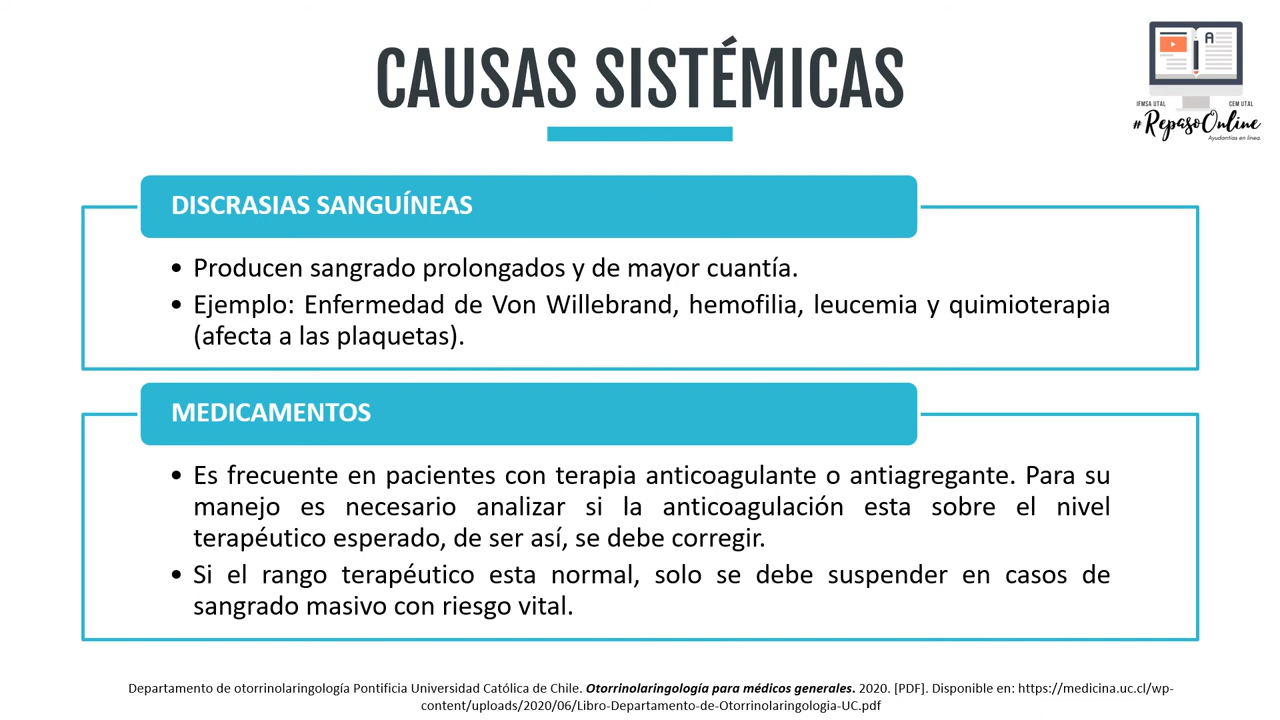 CAUSAS SISTÉMICAS
A
IFMSA UTAL
CEM UTAL
#RepasoOnline
Ayudantías en línea.
DISCRASIAS SANGUÍNEAS
• Producen sangrado prolongados y de mayor cuantía.
• Ejemplo: Enfermedad de Von Willebrand, hemofilia, leucemia y quimioterapia
(afecta a las plaquetas).
MEDICAMENTOS
• Es frecuente en pacientes con terapia anticoagulante o antiagregante. Para su
manejo es necesario analizar si la anticoagulación esta sobre el nivel
terapéutico esperado, de ser así, se debe corregir.
• Si el rango terapéutico esta normal, solo se debe suspender en casos de
sangrado masivo con riesgo vital.
Departamento de otorrinolaringología Pontificia Universidad Católica de Chile. Otorrinolaringología para médicos generales. 2020. [PDF]. Disponible en: https://medicina.uc.cl/wp-
content/uploads/2020/06/Libro-Departamento-de-Otorrinolaringologia-UC.pdf